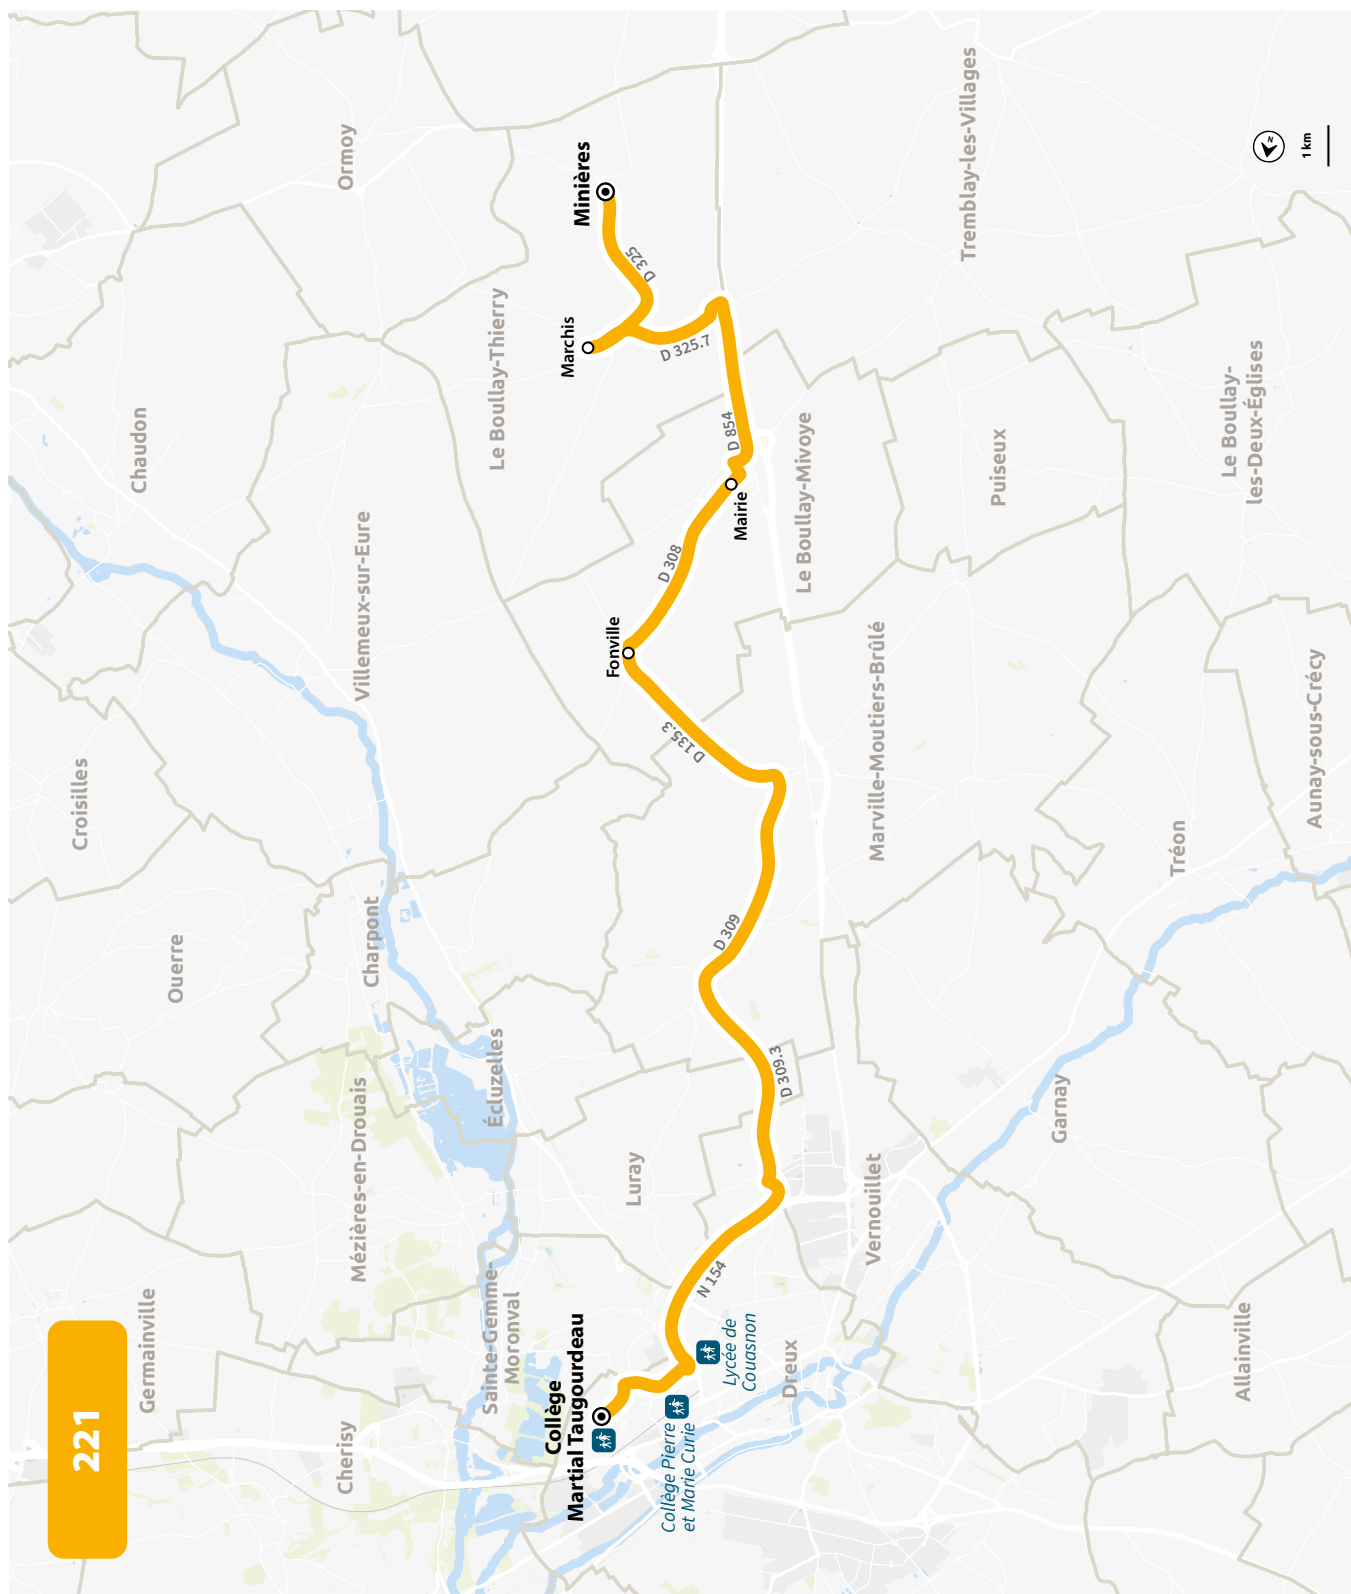 221
Germainville
Cherisy
Sainte-Gemme-
Moronval
Mézières-en-Drouais
Ouerre
Croisilles
Charpont
Écluzelles
Villemeux-sur-Eure
Chaudon
Ormoy
Le Boullay-Thierry
Luray
Collège
Martial Taugourdeau
Collège Pierre
et Marie Curie
Lycée de
Couasnon
Dreux
N 154
Vernouillet
D 309.3
D 309
D 135.3
Fonville
D 308
Mairie
D 854
D 325.7
Marchis
D 325
Minières
Le Boullay-Mivoye
Marville-Moutiers-Brûlé
Puiseux
Tremblay-les-Villages
Le Boullay-
les-Deux-Églises
Aunay-sous-Crécy
Tréon
Garnay
Allainville
N
1 km